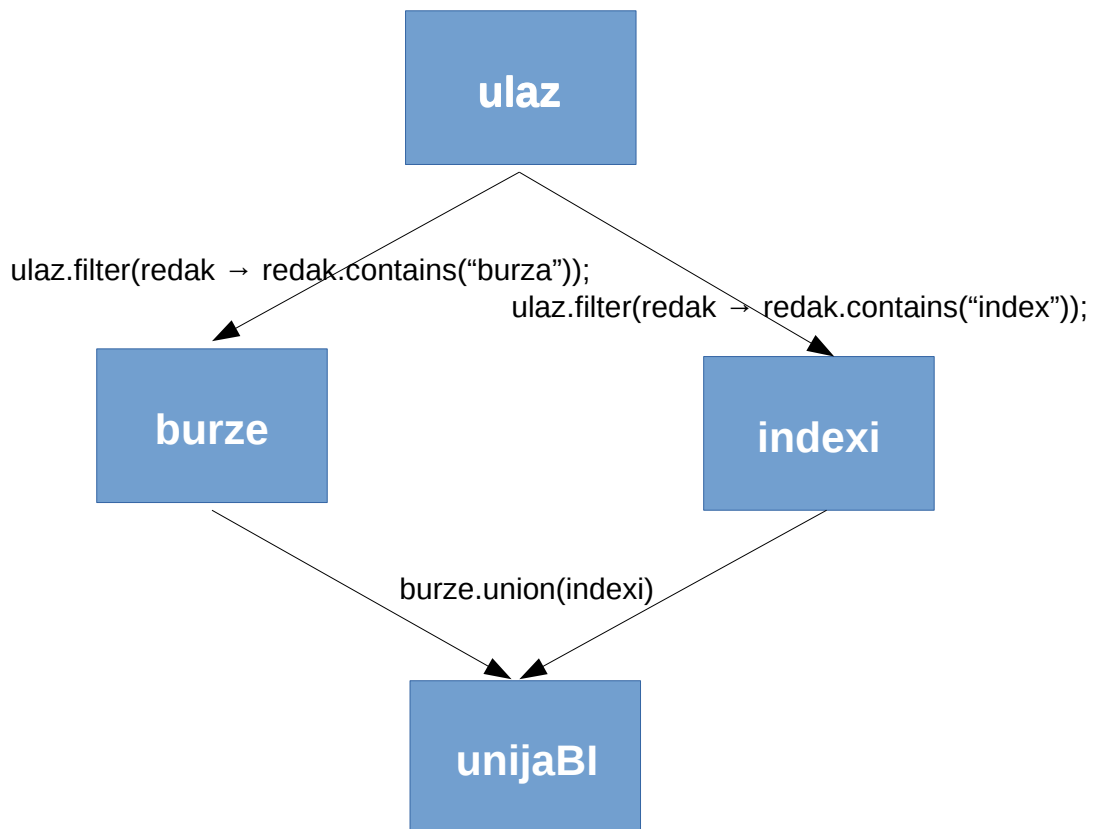 ulaz
ulaz.filter(redak → redak.contains(“burza”));
ulaz.filter(redak → redak.contains(“index”));
burze
indexi
burze.union(indexi)
unijaBI